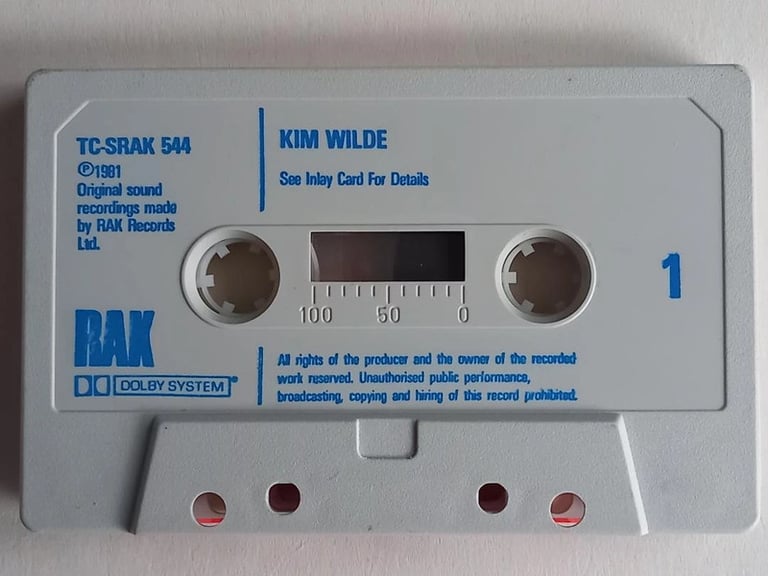 TC-SRAK 544
℗1981
Original sound
recordings made
by RAK Records
Ltd.
KIM WILDE
See Inlay Card For Details
1
100 50 0
RAK
DOLBY SYSTEM
All rights of the producer and the owner of the recorded
work reserved. Unauthorised public performance,
broadcasting, copying and hiring of this record prohibited.